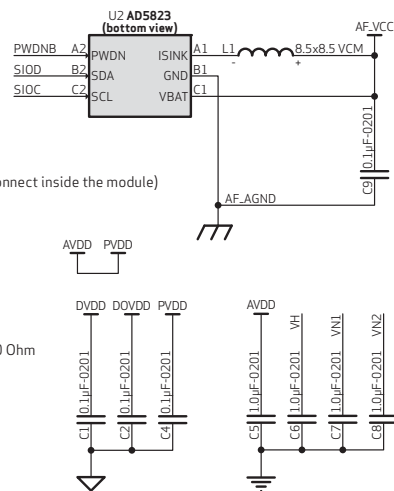 U2 AD5823
(bottom view)
AF_VCC
PWDNB A2 PWDN ISINK A1 L1 8.5x8.5 VCM
- +
SIOD B2 SDA GND B1
SIOC C2 SCL VBAT C1
C9 0.1µF-0201
onnect inside the module)
AF_AGND
AVDD PVDD
DVDD DOVDD PVDD AVDD
VH VN1 VN2
0 Ohm
C1 0.1µF-0201
C2 0.1µF-0201
C4 0.1µF-0201
C5 1.0µF-0201
C6 1.0µF-0201
C7 1.0µF-0201
C8 1.0µF-0201